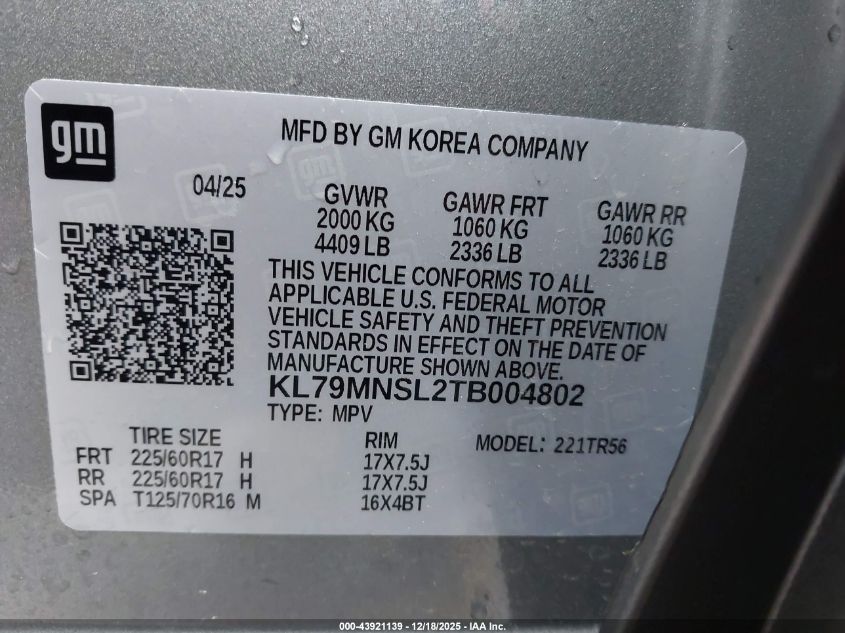 gm
MFD BY GM KOREA COMPANY
04/25
GVWR GAWR FRT GAWR RR
2000 KG 1060 KG 1060 KG
4409 LB 2336 LB 2336 LB
THIS VEHICLE CONFORMS TO ALL
APPLICABLE U.S. FEDERAL MOTOR
VEHICLE SAFETY AND THEFT PREVENTION
STANDARDS IN EFFECT ON THE DATE OF
MANUFACTURE SHOWN ABOVE.
KL79MNSL2TB004802
TYPE: MPV
TIRE SIZE RIM MODEL: 221TR56
FRT 225/60R17 H 17X7.5J
RR 225/60R17 H 17X7.5J
SPA T125/70R16 M 16X4BT
000-43921139 - 12/18/2025 - IAA Inc.